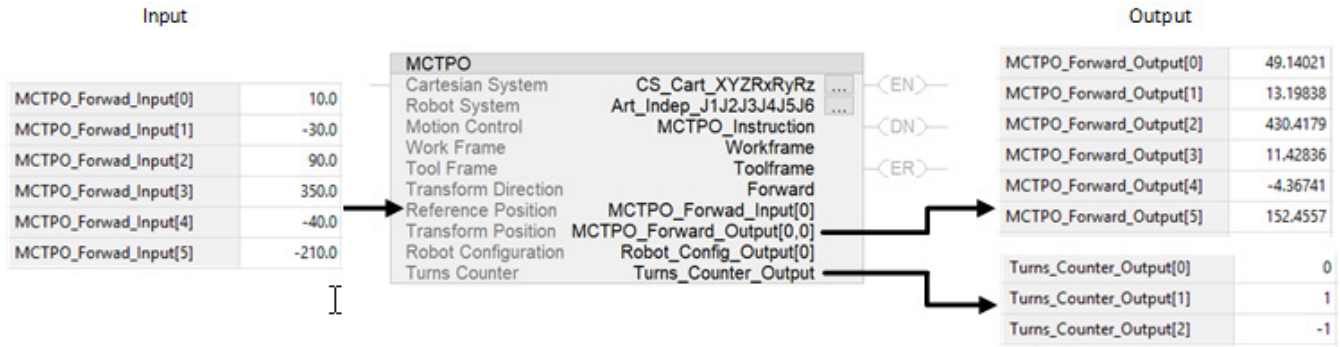 Input
Output
MCTPO_Forwad_Input[0] 10.0
MCTPO_Forwad_Input[1] -30.0
MCTPO_Forwad_Input[2] 90.0
MCTPO_Forwad_Input[3] 350.0
MCTPO_Forwad_Input[4] -40.0
MCTPO_Forwad_Input[5] -210.0
MCTPO
Cartesian System CS_Cart_XYZRxRyRz ... EN
Robot System Art_Indep_J1J2J3J4J5J6 ...
Motion Control MCTPO_Instruction DN
Work Frame Workframe
Tool Frame Toolframe ER
Transform Direction Forward
Reference Position MCTPO_Forwad_Input[0]
Transform Position MCTPO_Forward_Output[0,0]
Robot Configuration Robot_Config_Output[0]
Turns Counter Turns_Counter_Output
MCTPO_Forward_Output[0] 49.14021
MCTPO_Forward_Output[1] 13.19838
MCTPO_Forward_Output[2] 430.4179
MCTPO_Forward_Output[3] 11.42836
MCTPO_Forward_Output[4] -4.36741
MCTPO_Forward_Output[5] 152.4557
Turns_Counter_Output[0] 0
Turns_Counter_Output[1] 1
Turns_Counter_Output[2] -1